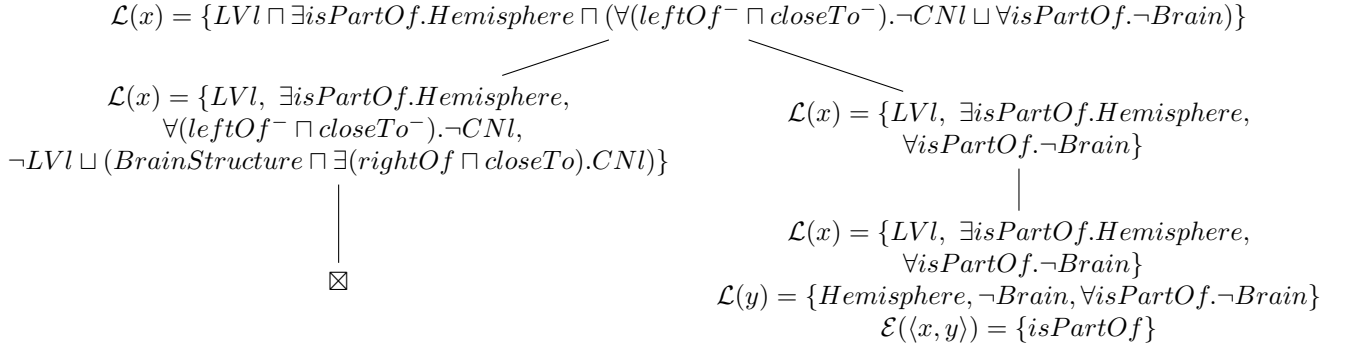 ℒ(x) = {LVl ⊓ ∃isPartOf.Hemisphere ⊓ (∀(leftOf⁻ ⊓ closeTo⁻).¬CNl ⊔ ∀isPartOf.¬Brain)}
ℒ(x) = {LVl, ∃isPartOf.Hemisphere,
∀(leftOf⁻ ⊓ closeTo⁻).¬CNl,
¬LVl ⊔ (BrainStructure ⊓ ∃(rightOf ⊓ closeTo).CNl)}
⊠
ℒ(x) = {LVl, ∃isPartOf.Hemisphere,
∀isPartOf.¬Brain}
ℒ(x) = {LVl, ∃isPartOf.Hemisphere,
∀isPartOf.¬Brain}
ℒ(y) = {Hemisphere, ¬Brain, ∀isPartOf.¬Brain}
ℰ(⟨x, y⟩) = {isPartOf}